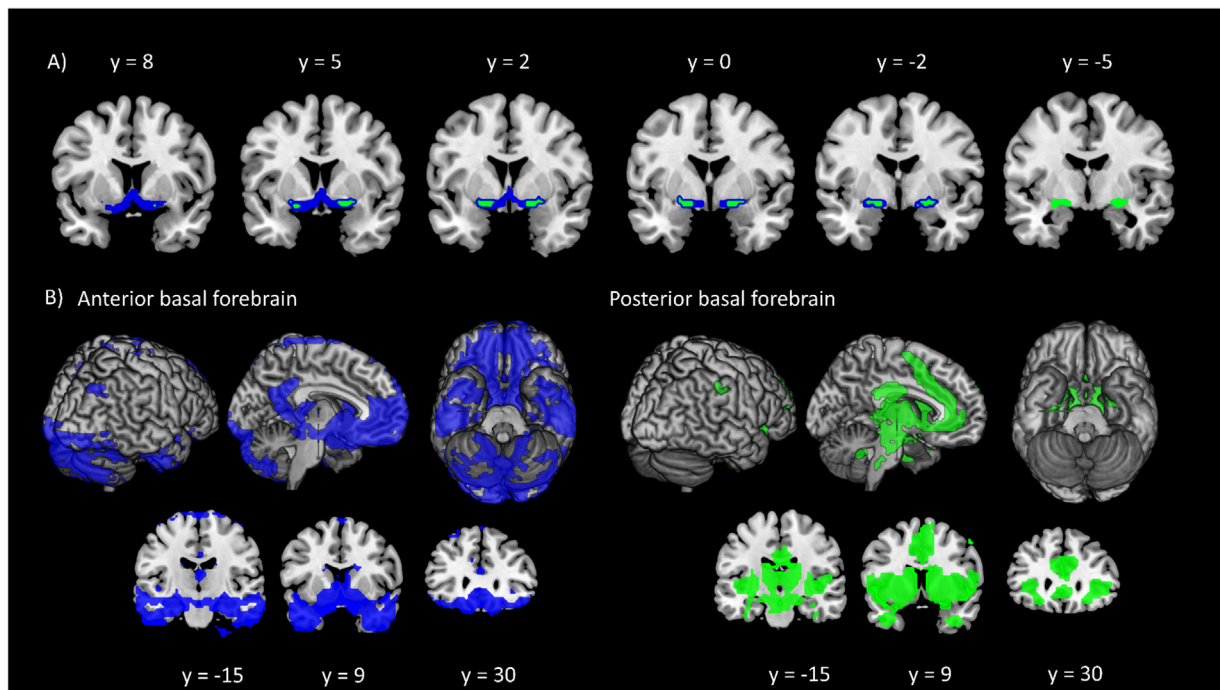 A) y = 8 y = 5 y = 2 y = 0 y = -2 y = -5
B) Anterior basal forebrain Posterior basal forebrain
y = -15 y = 9 y = 30 y = -15 y = 9 y = 30